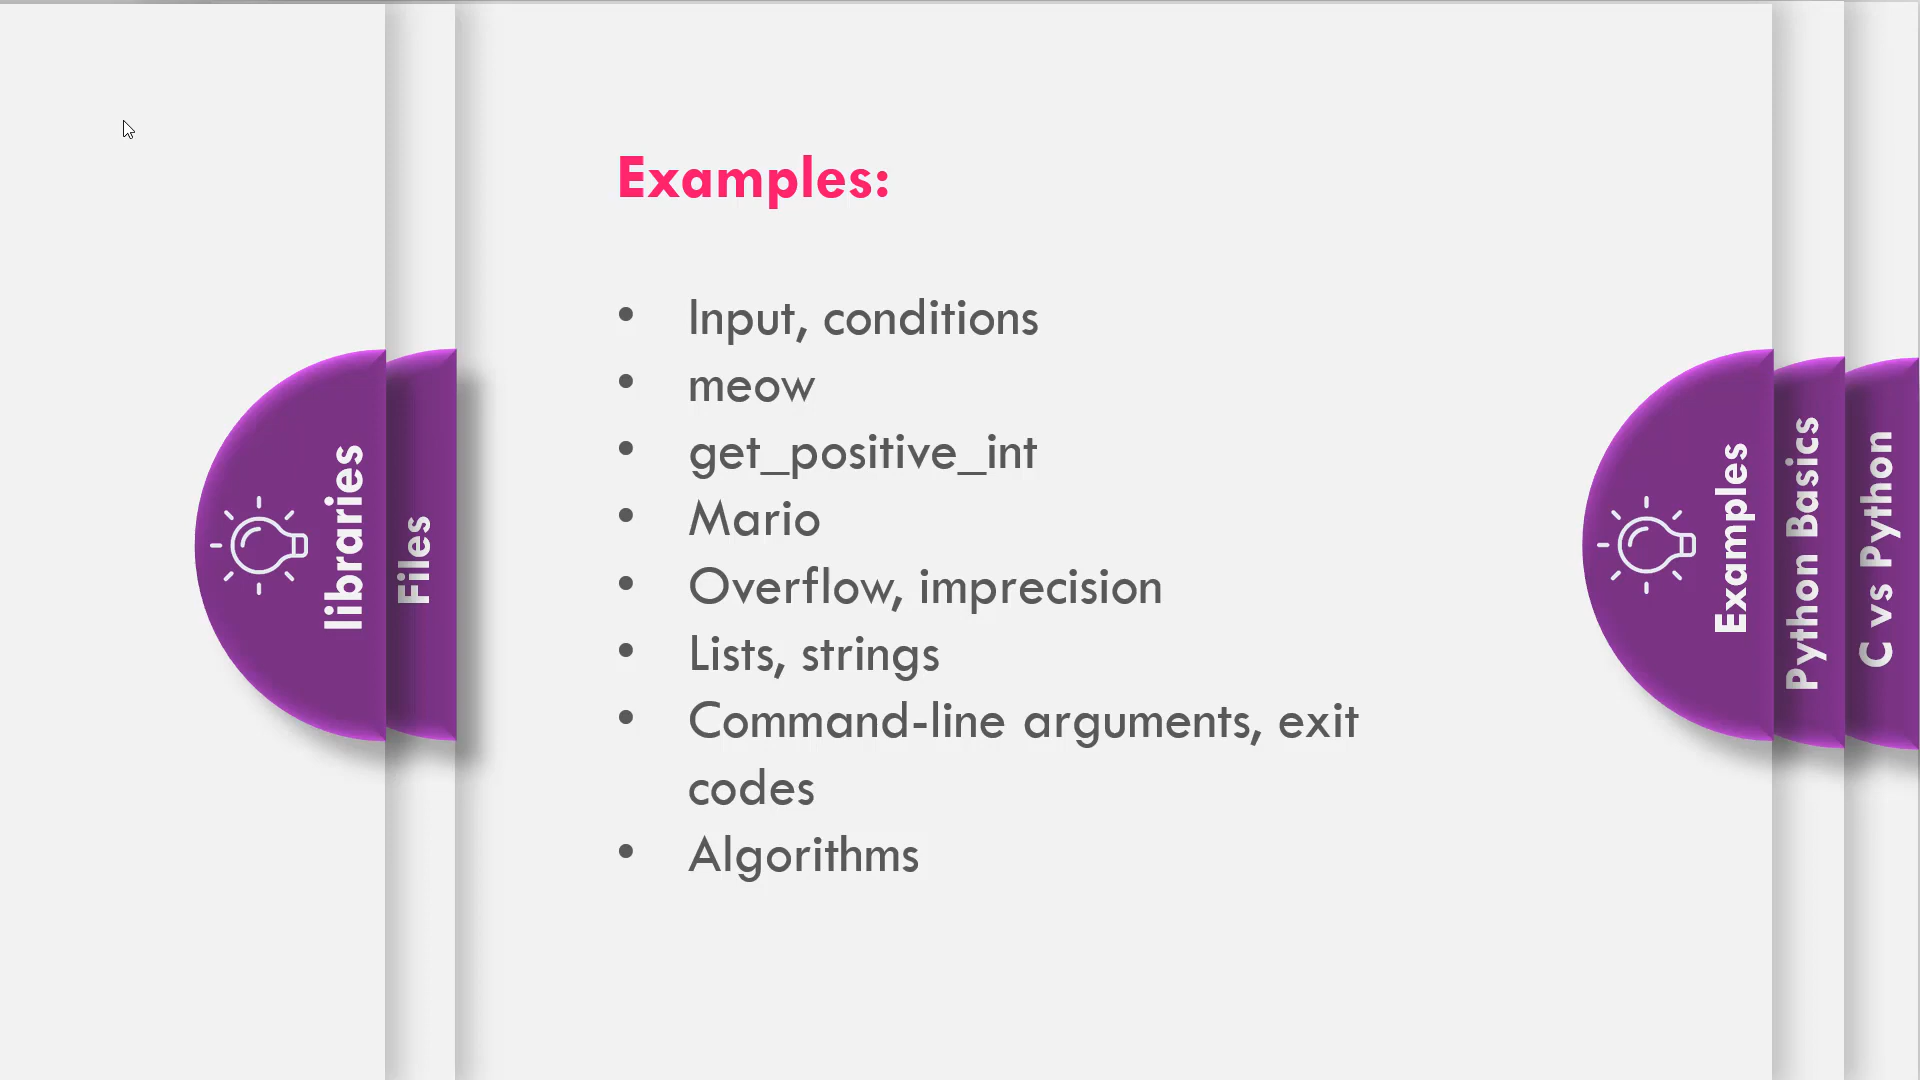 libraries
Files
Examples:
• Input, conditions
• meow
• get_positive_int
• Mario
• Overflow, imprecision
• Lists, strings
• Command-line arguments, exit
codes
• Algorithms
Examples
Python Basics
C vs Python